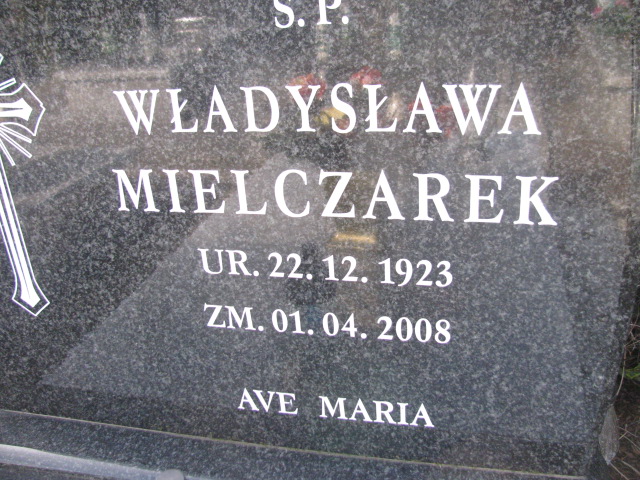 Ś.P.
WŁADYSŁAWA
MIELCZAREK
UR. 22. 12. 1923
ZM. 01. 04. 2008
AVE MARIA